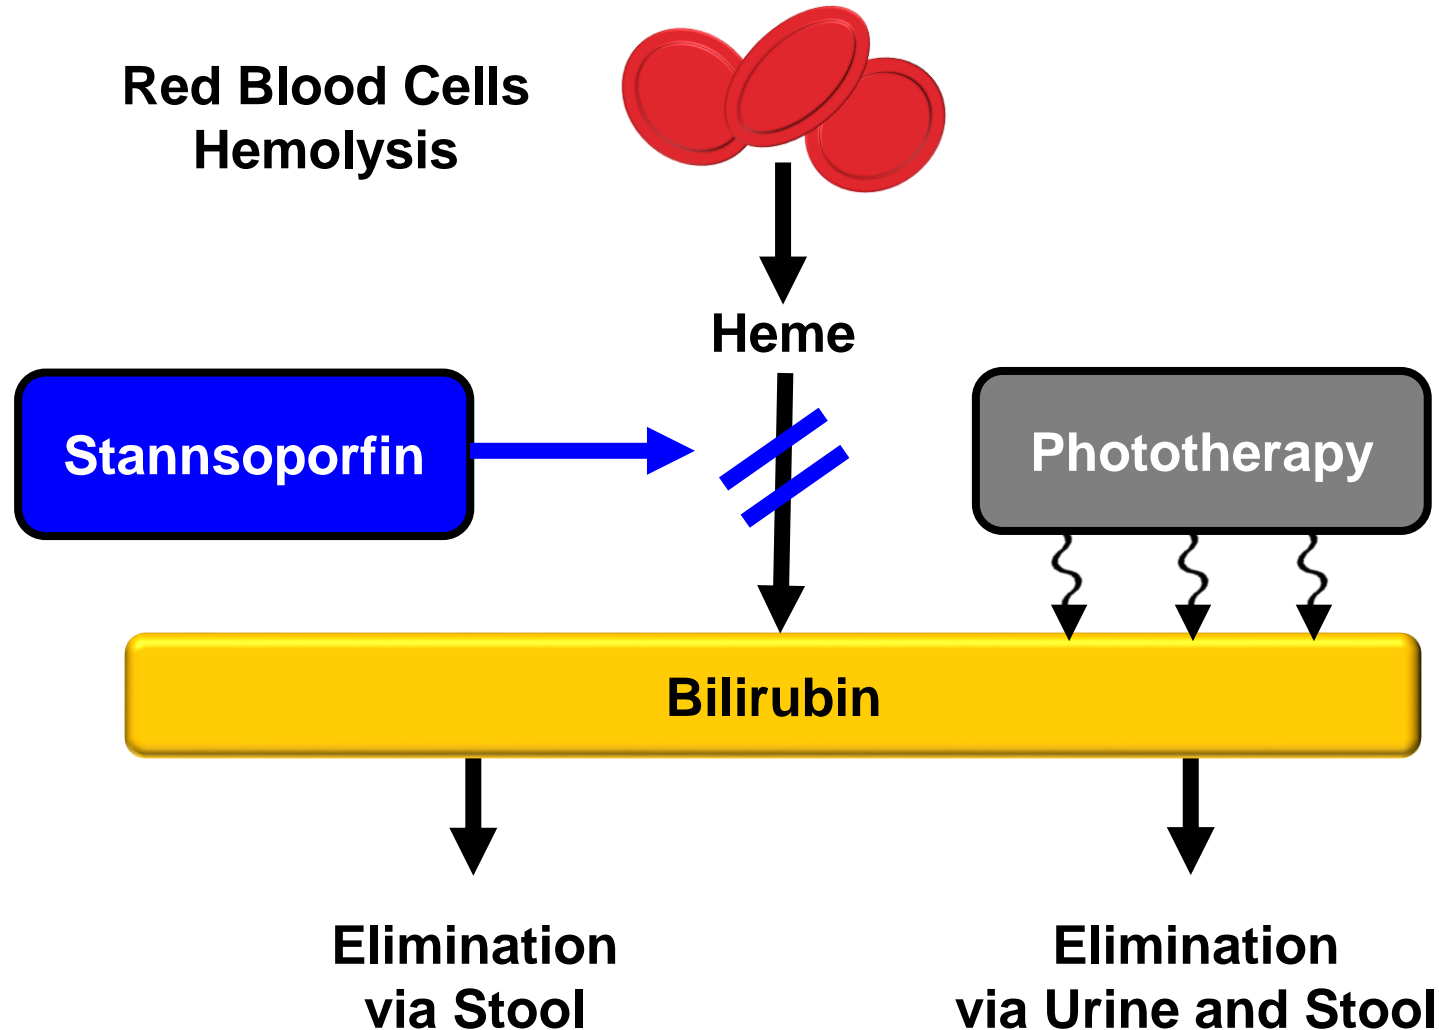 Red Blood Cells
Hemolysis
Heme
Stannsoporfin
Phototherapy
Bilirubin
Elimination
via Stool
Elimination
via Urine and Stool